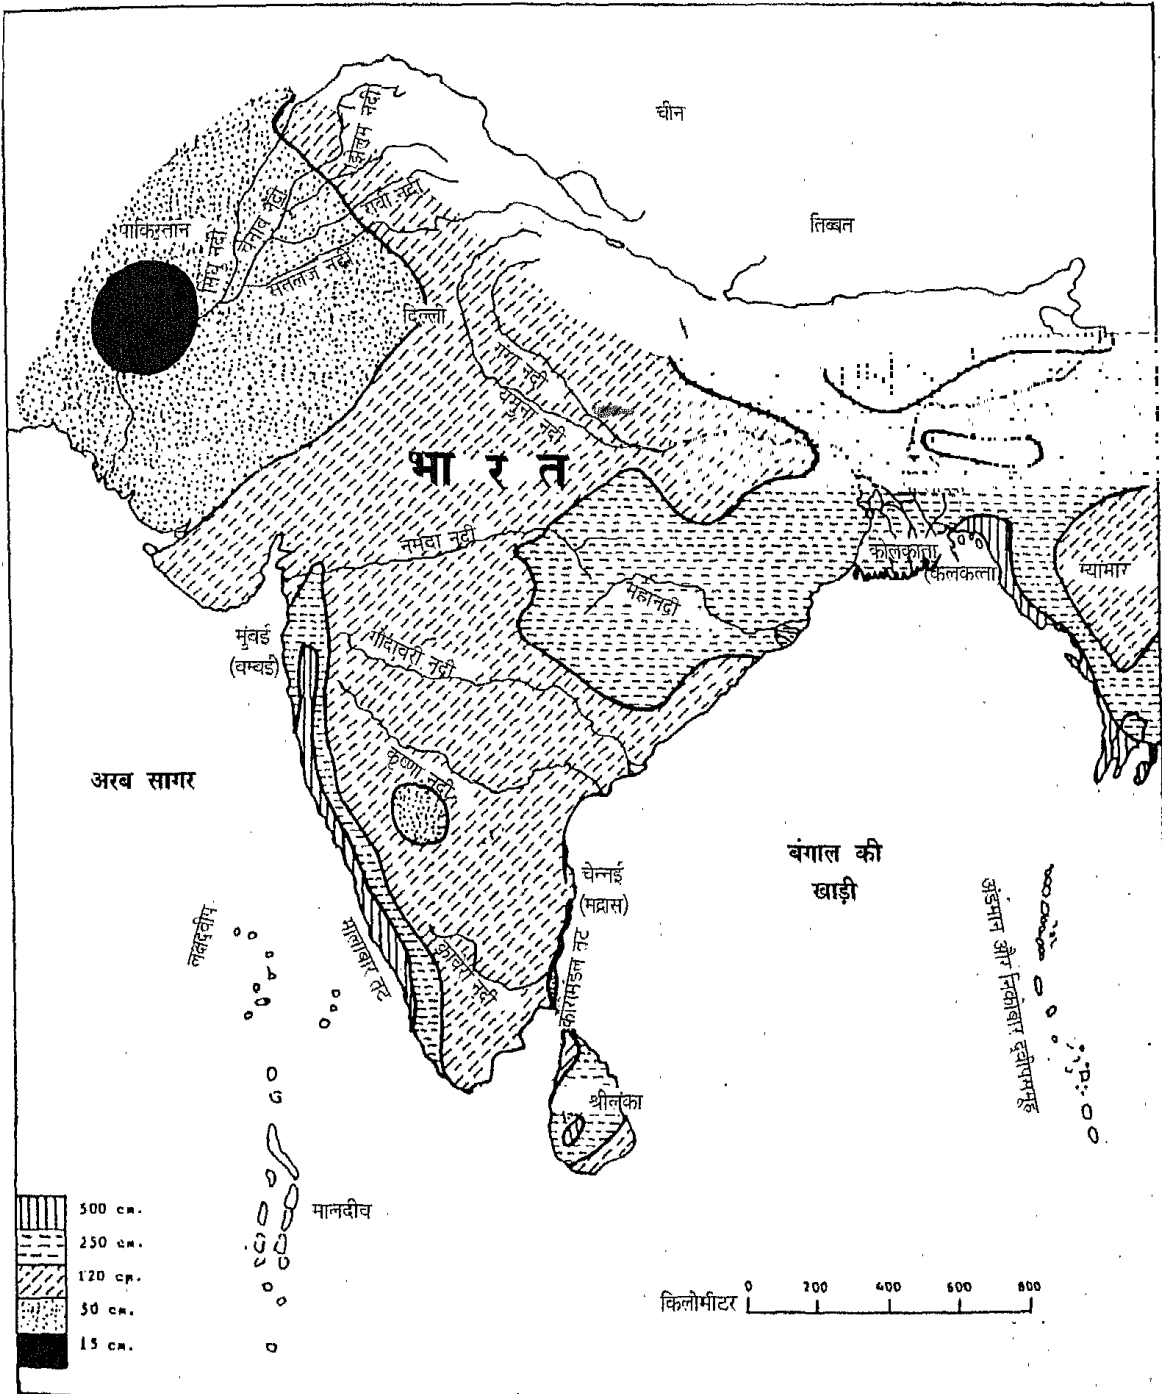 चीन
झेलम नदी
तिब्बत
पाकिस्तान
सिंधु नदी
चेनाब नदी
रावी नदी
सतलज नदी
दिल्ली
गंगा नदी
यमुना नदी
भारत
नर्मदा नदी
कोलकाता
(कलकत्ता)
म्यांमार
महानदी
मुंबई
(बम्बई)
गोदावरी नदी
कृष्णा नदी
अरब सागर
बंगाल की
खाड़ी
चेन्नई
(मद्रास)
लक्षद्वीप
मालाबार तट
कावेरी नदी
कोरोमंडल तट
अंडमान और निकोबार द्वीपसमूह
श्रीलंका
मालदीव
500 cm.
250 cm.
120 cm.
50 cm.
15 cm.
किलोमीटर
0 200 400 600 800